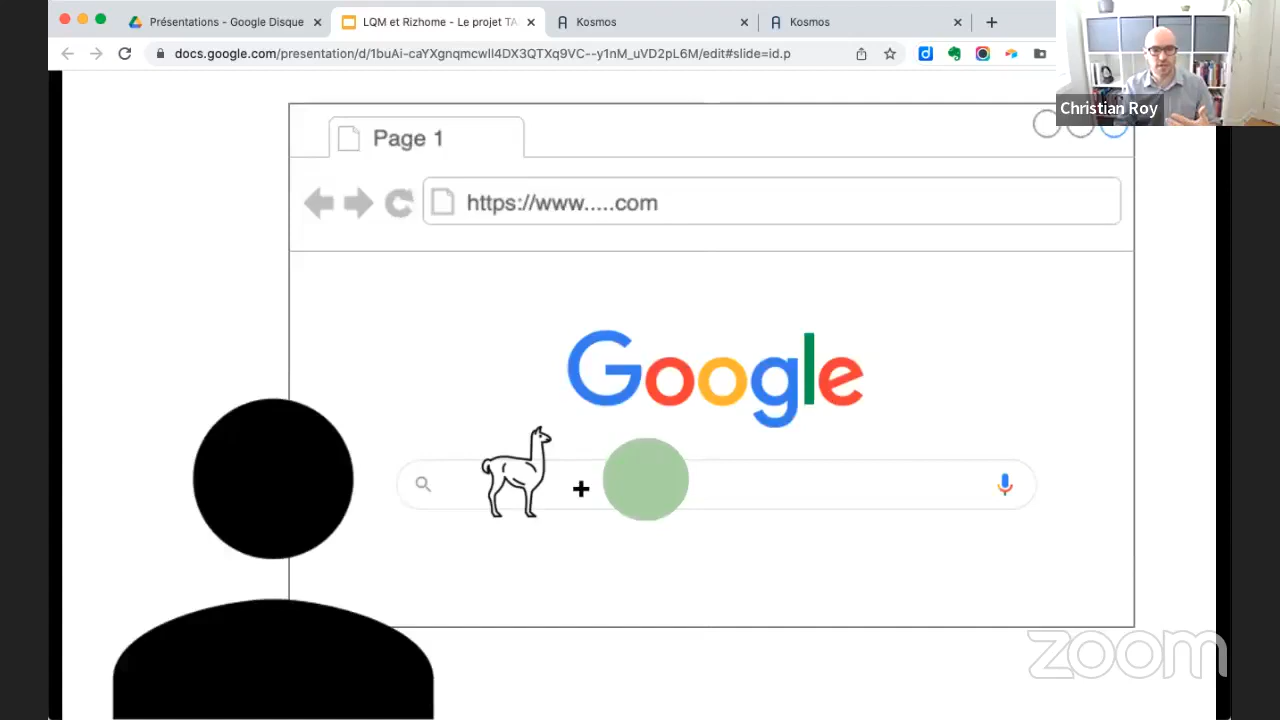 Présentations - Google Disque
LQM et Rizhome - Le projet TA
Kosmos
Kosmos
docs.google.com/presentation/d/1buAi-caYXgnqmcwlI4DX3QTXq9VC--y1nM_uVD2pL6M/edit#slide=id.p
Christian Roy
Page 1
https://www.....com
Google
+
zoom